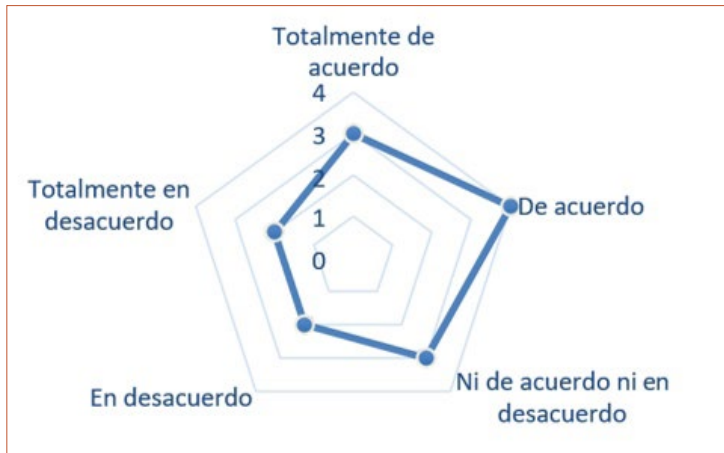 Totalmente de
acuerdo
4
3
2
1
0
De acuerdo
Ni de acuerdo ni en
desacuerdo
En desacuerdo
Totalmente en
desacuerdo